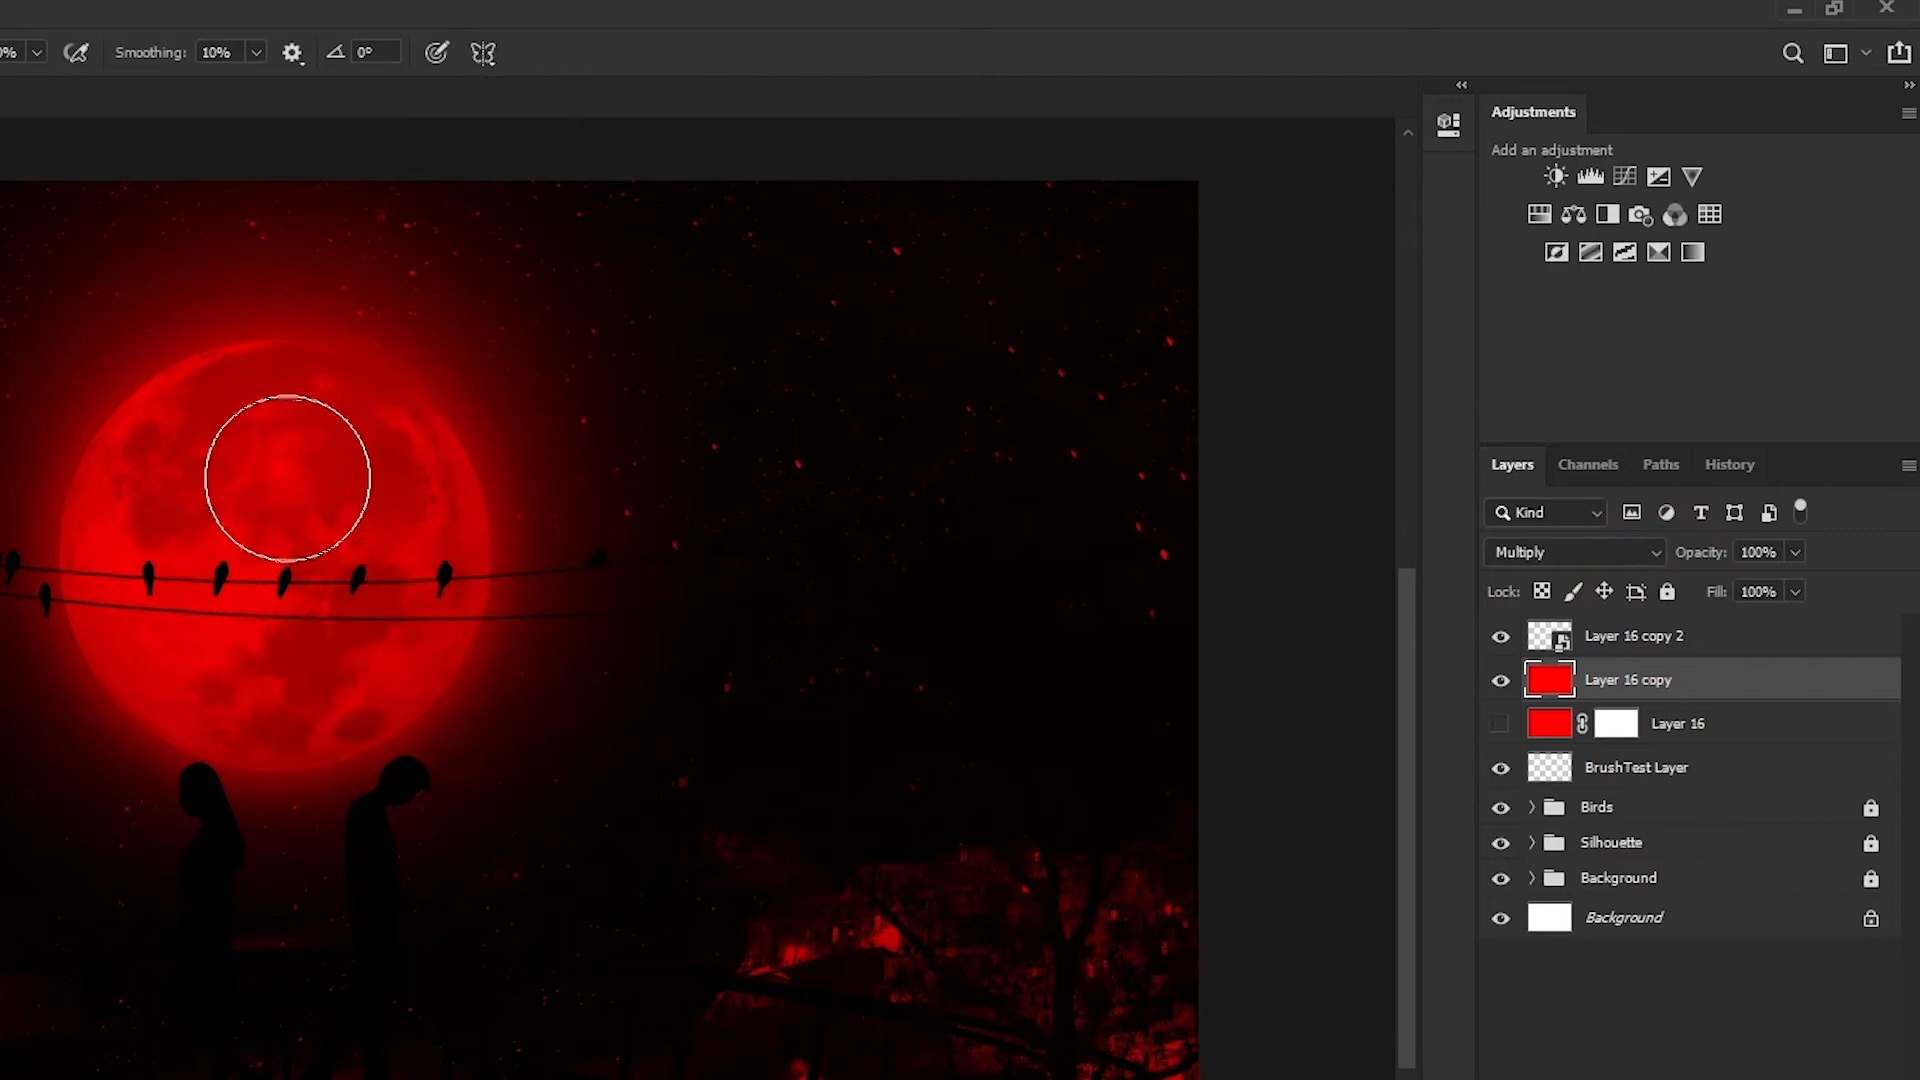 0%
Smoothing: 10%
0°
Adjustments
Add an adjustment
Layers Channels Paths History
Kind
Multiply Opacity: 100%
Lock: Fill: 100%
Layer 16 copy 2
Layer 16 copy
Layer 16
BrushTest Layer
Birds
Silhouette
Background
Background